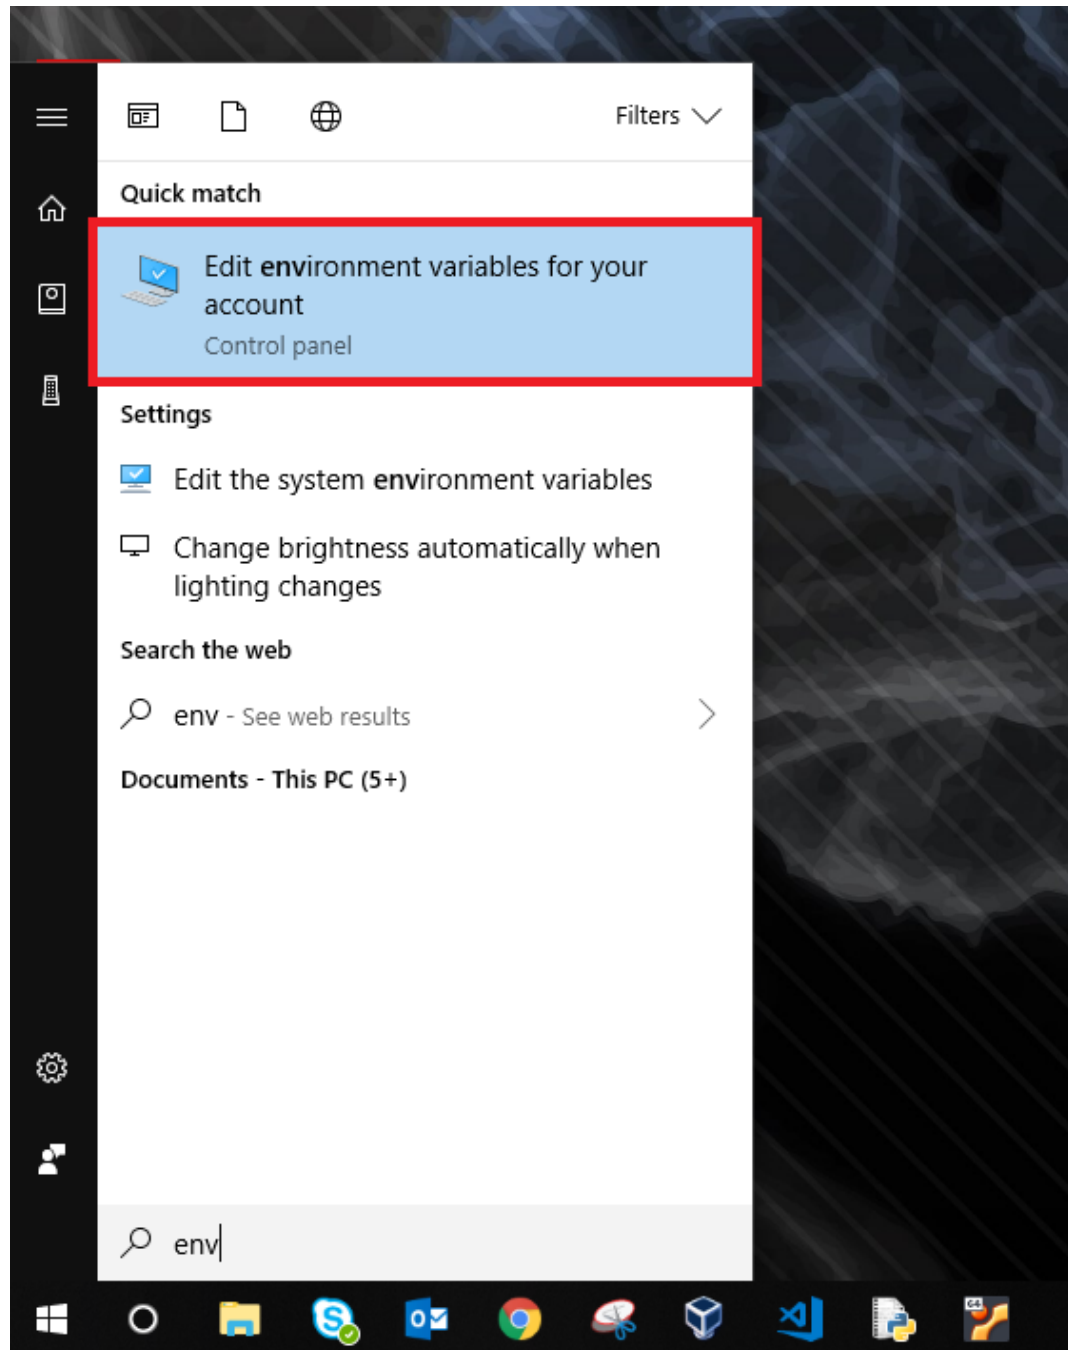 Filters
Quick match
Edit environment variables for your
account
Control panel
Settings
Edit the system environment variables
Change brightness automatically when
lighting changes
Search the web
env - See web results
Documents - This PC (5+)
env
64